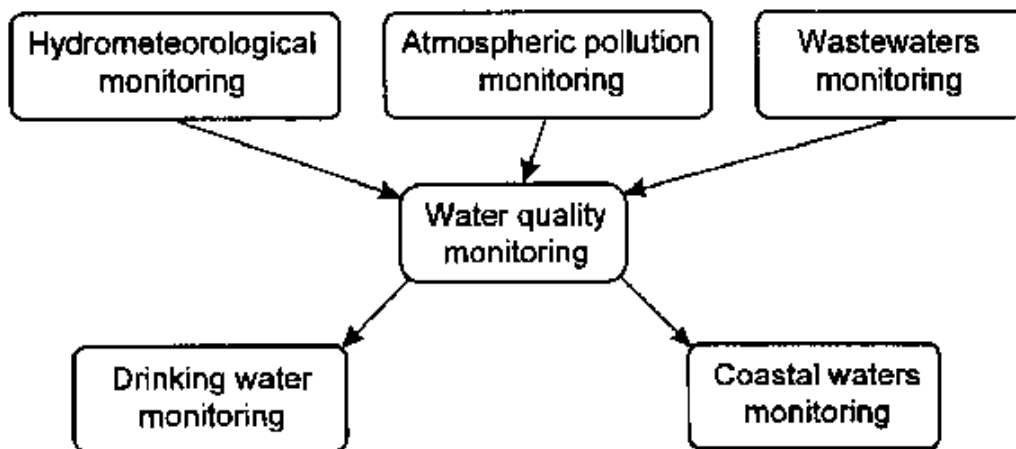 Hydrometeorological
monitoring
Atmospheric pollution
monitoring
Wastewaters
monitoring
Water quality
monitoring
Drinking water
monitoring
Coastal waters
monitoring